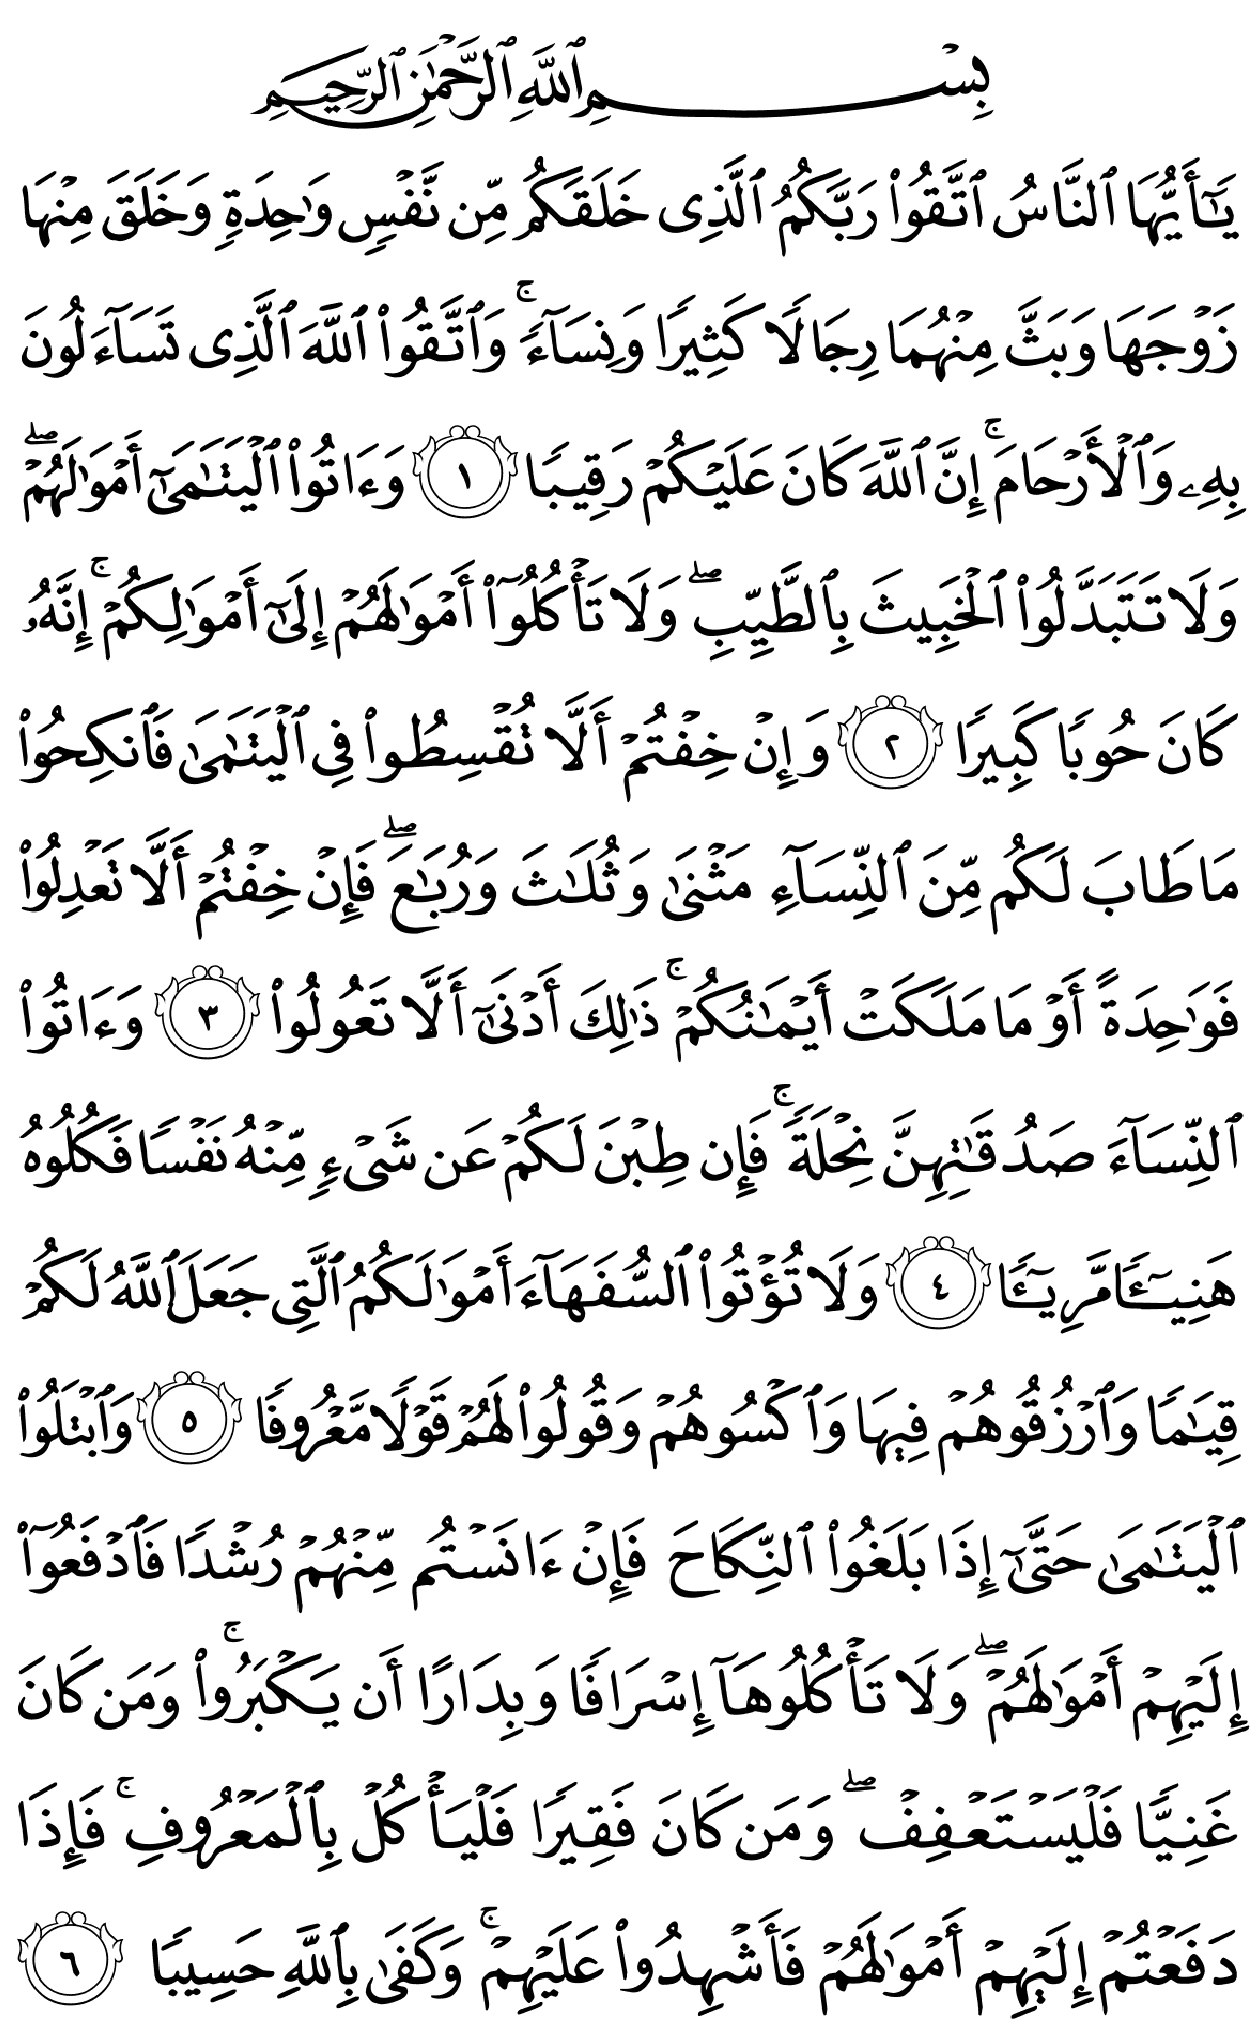 بِسْمِ ٱللَّهِ ٱلرَّحْمَٰنِ ٱلرَّحِيمِ
يَٰٓأَيُّهَا ٱلنَّاسُ ٱتَّقُوا۟ رَبَّكُمُ ٱلَّذِى خَلَقَكُم مِّن نَّفْسٍ وَٰحِدَةٍ وَخَلَقَ مِنْهَا
زَوْجَهَا وَبَثَّ مِنْهُمَا رِجَالًا كَثِيرًا وَنِسَآءً ۚ وَٱتَّقُوا۟ ٱللَّهَ ٱلَّذِى تَسَآءَلُونَ
بِهِۦ وَٱلْأَرْحَامَ ۚ إِنَّ ٱللَّهَ كَانَ عَلَيْكُمْ رَقِيبًا ١ وَءَاتُوا۟ ٱلْيَتَٰمَىٰٓ أَمْوَٰلَهُمْ ۖ
وَلَا تَتَبَدَّلُوا۟ ٱلْخَبِيثَ بِٱلطَّيِّبِ ۖ وَلَا تَأْكُلُوٓا۟ أَمْوَٰلَهُمْ إِلَىٰٓ أَمْوَٰلِكُمْ ۚ إِنَّهُۥ
كَانَ حُوبًا كَبِيرًا ٢ وَإِنْ خِفْتُمْ أَلَّا تُقْسِطُوا۟ فِى ٱلْيَتَٰمَىٰ فَٱنكِحُوا۟
مَا طَابَ لَكُم مِّنَ ٱلنِّسَآءِ مَثْنَىٰ وَثُلَٰثَ وَرُبَٰعَ ۖ فَإِنْ خِفْتُمْ أَلَّا تَعْدِلُوا۟
فَوَٰحِدَةً أَوْ مَا مَلَكَتْ أَيْمَٰنُكُمْ ۚ ذَٰلِكَ أَدْنَىٰٓ أَلَّا تَعُولُوا۟ ٣ وَءَاتُوا۟
ٱلنِّسَآءَ صَدُقَٰتِهِنَّ نِحْلَةً ۚ فَإِن طِبْنَ لَكُمْ عَن شَىْءٍ مِّنْهُ نَفْسًا فَكُلُوهُ
هَنِيٓـًٔا مَّرِيٓـًٔا ٤ وَلَا تُؤْتُوا۟ ٱلسُّفَهَآءَ أَمْوَٰلَكُمُ ٱلَّتِى جَعَلَ ٱللَّهُ لَكُمْ
قِيَٰمًا وَٱرْزُقُوهُمْ فِيهَا وَٱكْسُوهُمْ وَقُولُوا۟ لَهُمْ قَوْلًا مَّعْرُوفًا ٥ وَٱبْتَلُوا۟
ٱلْيَتَٰمَىٰ حَتَّىٰٓ إِذَا بَلَغُوا۟ ٱلنِّكَاحَ فَإِنْ ءَانَسْتُم مِّنْهُمْ رُشْدًا فَٱدْفَعُوٓا۟
إِلَيْهِمْ أَمْوَٰلَهُمْ ۖ وَلَا تَأْكُلُوهَآ إِسْرَافًا وَبِدَارًا أَن يَكْبَرُوا۟ ۚ وَمَن كَانَ
غَنِيًّا فَلْيَسْتَعْفِفْ ۖ وَمَن كَانَ فَقِيرًا فَلْيَأْكُلْ بِٱلْمَعْرُوفِ ۚ فَإِذَا
دَفَعْتُمْ إِلَيْهِمْ أَمْوَٰلَهُمْ فَأَشْهِدُوا۟ عَلَيْهِمْ ۚ وَكَفَىٰ بِٱللَّهِ حَسِيبًا ٦